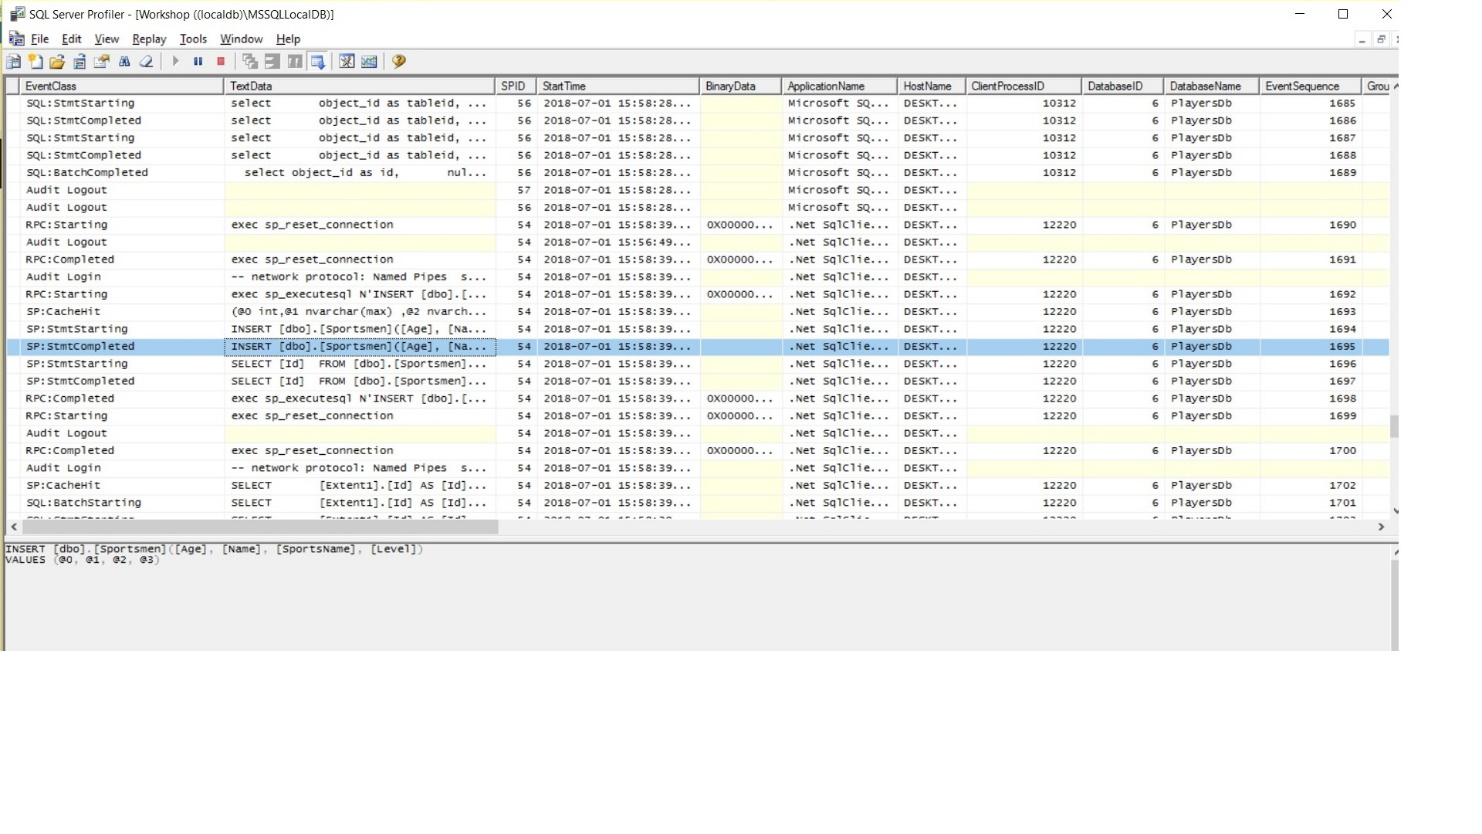 SQL Server Profiler - [Workshop ((localdb)\MSSQLLocalDB)]
File Edit View Replay Tools Window Help
EventClass TextData SPID StartTime BinaryData ApplicationName HostName ClientProcessID DatabaseID DatabaseName EventSequence Grou
SQL:StmtStarting select object_id as tableid, ... 56 2018-07-01 15:58:28... Microsoft SQ... DESKT... 10312 6 PlayersDb 1685
SQL:StmtCompleted select object_id as tableid, ... 56 2018-07-01 15:58:28... Microsoft SQ... DESKT... 10312 6 PlayersDb 1686
SQL:StmtStarting select object_id as tableid, ... 56 2018-07-01 15:58:28... Microsoft SQ... DESKT... 10312 6 PlayersDb 1687
SQL:StmtCompleted select object_id as tableid, ... 56 2018-07-01 15:58:28... Microsoft SQ... DESKT... 10312 6 PlayersDb 1688
SQL:BatchCompleted select object_id as id, nul... 56 2018-07-01 15:58:28... Microsoft SQ... DESKT... 10312 6 PlayersDb 1689
Audit Logout 57 2018-07-01 15:58:28... Microsoft SQ... DESKT...
Audit Logout 56 2018-07-01 15:58:28... Microsoft SQ... DESKT...
RPC:Starting exec sp_reset_connection 54 2018-07-01 15:58:39... 0X00000... .Net SqlClie... DESKT... 12220 6 PlayersDb 1690
Audit Logout 54 2018-07-01 15:56:49... .Net SqlClie... DESKT...
RPC:Completed exec sp_reset_connection 54 2018-07-01 15:58:39... 0X00000... .Net SqlClie... DESKT... 12220 6 PlayersDb 1691
Audit Login -- network protocol: Named Pipes s... 54 2018-07-01 15:58:39... .Net SqlClie... DESKT...
RPC:Starting exec sp_executesql N'INSERT [dbo].[... 54 2018-07-01 15:58:39... 0X00000... .Net SqlClie... DESKT... 12220 6 PlayersDb 1692
SP:CacheHit (@0 int,@1 nvarchar(max) ,@2 nvarch... 54 2018-07-01 15:58:39... .Net SqlClie... DESKT... 12220 6 PlayersDb 1693
SP:StmtStarting INSERT [dbo].[Sportsmen]([Age], [Na... 54 2018-07-01 15:58:39... .Net SqlClie... DESKT... 12220 6 PlayersDb 1694
SP:StmtCompleted INSERT [dbo].[Sportsmen]([Age], [Na... 54 2018-07-01 15:58:39... .Net SqlClie... DESKT... 12220 6 PlayersDb 1695
SP:StmtStarting SELECT [Id] FROM [dbo].[Sportsmen]... 54 2018-07-01 15:58:39... .Net SqlClie... DESKT... 12220 6 PlayersDb 1696
SP:StmtCompleted SELECT [Id] FROM [dbo].[Sportsmen]... 54 2018-07-01 15:58:39... .Net SqlClie... DESKT... 12220 6 PlayersDb 1697
RPC:Completed exec sp_executesql N'INSERT [dbo].[... 54 2018-07-01 15:58:39... 0X00000... .Net SqlClie... DESKT... 12220 6 PlayersDb 1698
RPC:Starting exec sp_reset_connection 54 2018-07-01 15:58:39... 0X00000... .Net SqlClie... DESKT... 12220 6 PlayersDb 1699
Audit Logout 54 2018-07-01 15:58:39... .Net SqlClie... DESKT...
RPC:Completed exec sp_reset_connection 54 2018-07-01 15:58:39... 0X00000... .Net SqlClie... DESKT... 12220 6 PlayersDb 1700
Audit Login -- network protocol: Named Pipes s... 54 2018-07-01 15:58:39... .Net SqlClie... DESKT...
SP:CacheHit SELECT [Extent1].[Id] AS [Id]... 54 2018-07-01 15:58:39... .Net SqlClie... DESKT... 12220 6 PlayersDb 1702
SQL:BatchStarting SELECT [Extent1].[Id] AS [Id]... 54 2018-07-01 15:58:39... .Net SqlClie... DESKT... 12220 6 PlayersDb 1701
INSERT [dbo].[Sportsmen]([Age], [Name], [SportsName], [Level])
VALUES (@0, @1, @2, @3)